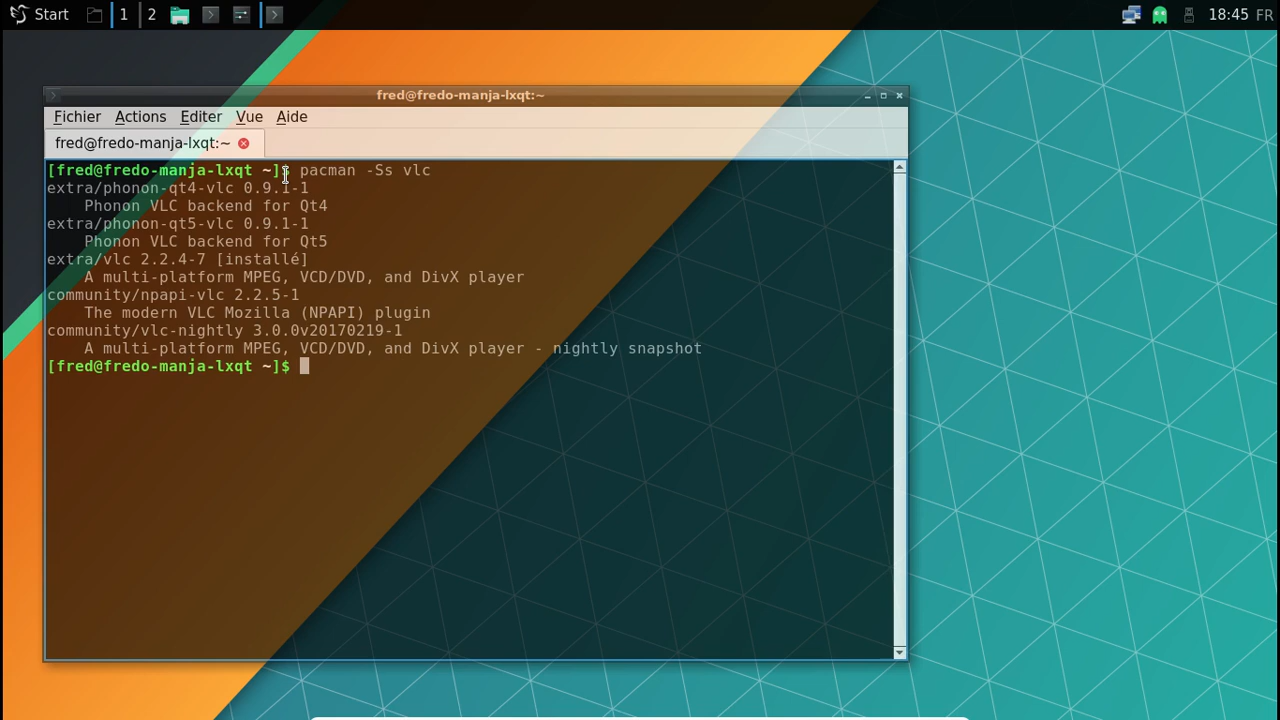 Start 1 2 18:45 FR
fred@fredo-manja-lxqt:~
Fichier Actions Editer Vue Aide
fred@fredo-manja-lxqt:~
[fred@fredo-manja-lxqt ~]$ pacman -Ss vlc
extra/phonon-qt4-vlc 0.9.1-1
    Phonon VLC backend for Qt4
extra/phonon-qt5-vlc 0.9.1-1
    Phonon VLC backend for Qt5
extra/vlc 2.2.4-7 [installé]
    A multi-platform MPEG, VCD/DVD, and DivX player
community/npapi-vlc 2.2.5-1
    The modern VLC Mozilla (NPAPI) plugin
community/vlc-nightly 3.0.0v20170219-1
    A multi-platform MPEG, VCD/DVD, and DivX player - nightly snapshot
[fred@fredo-manja-lxqt ~]$